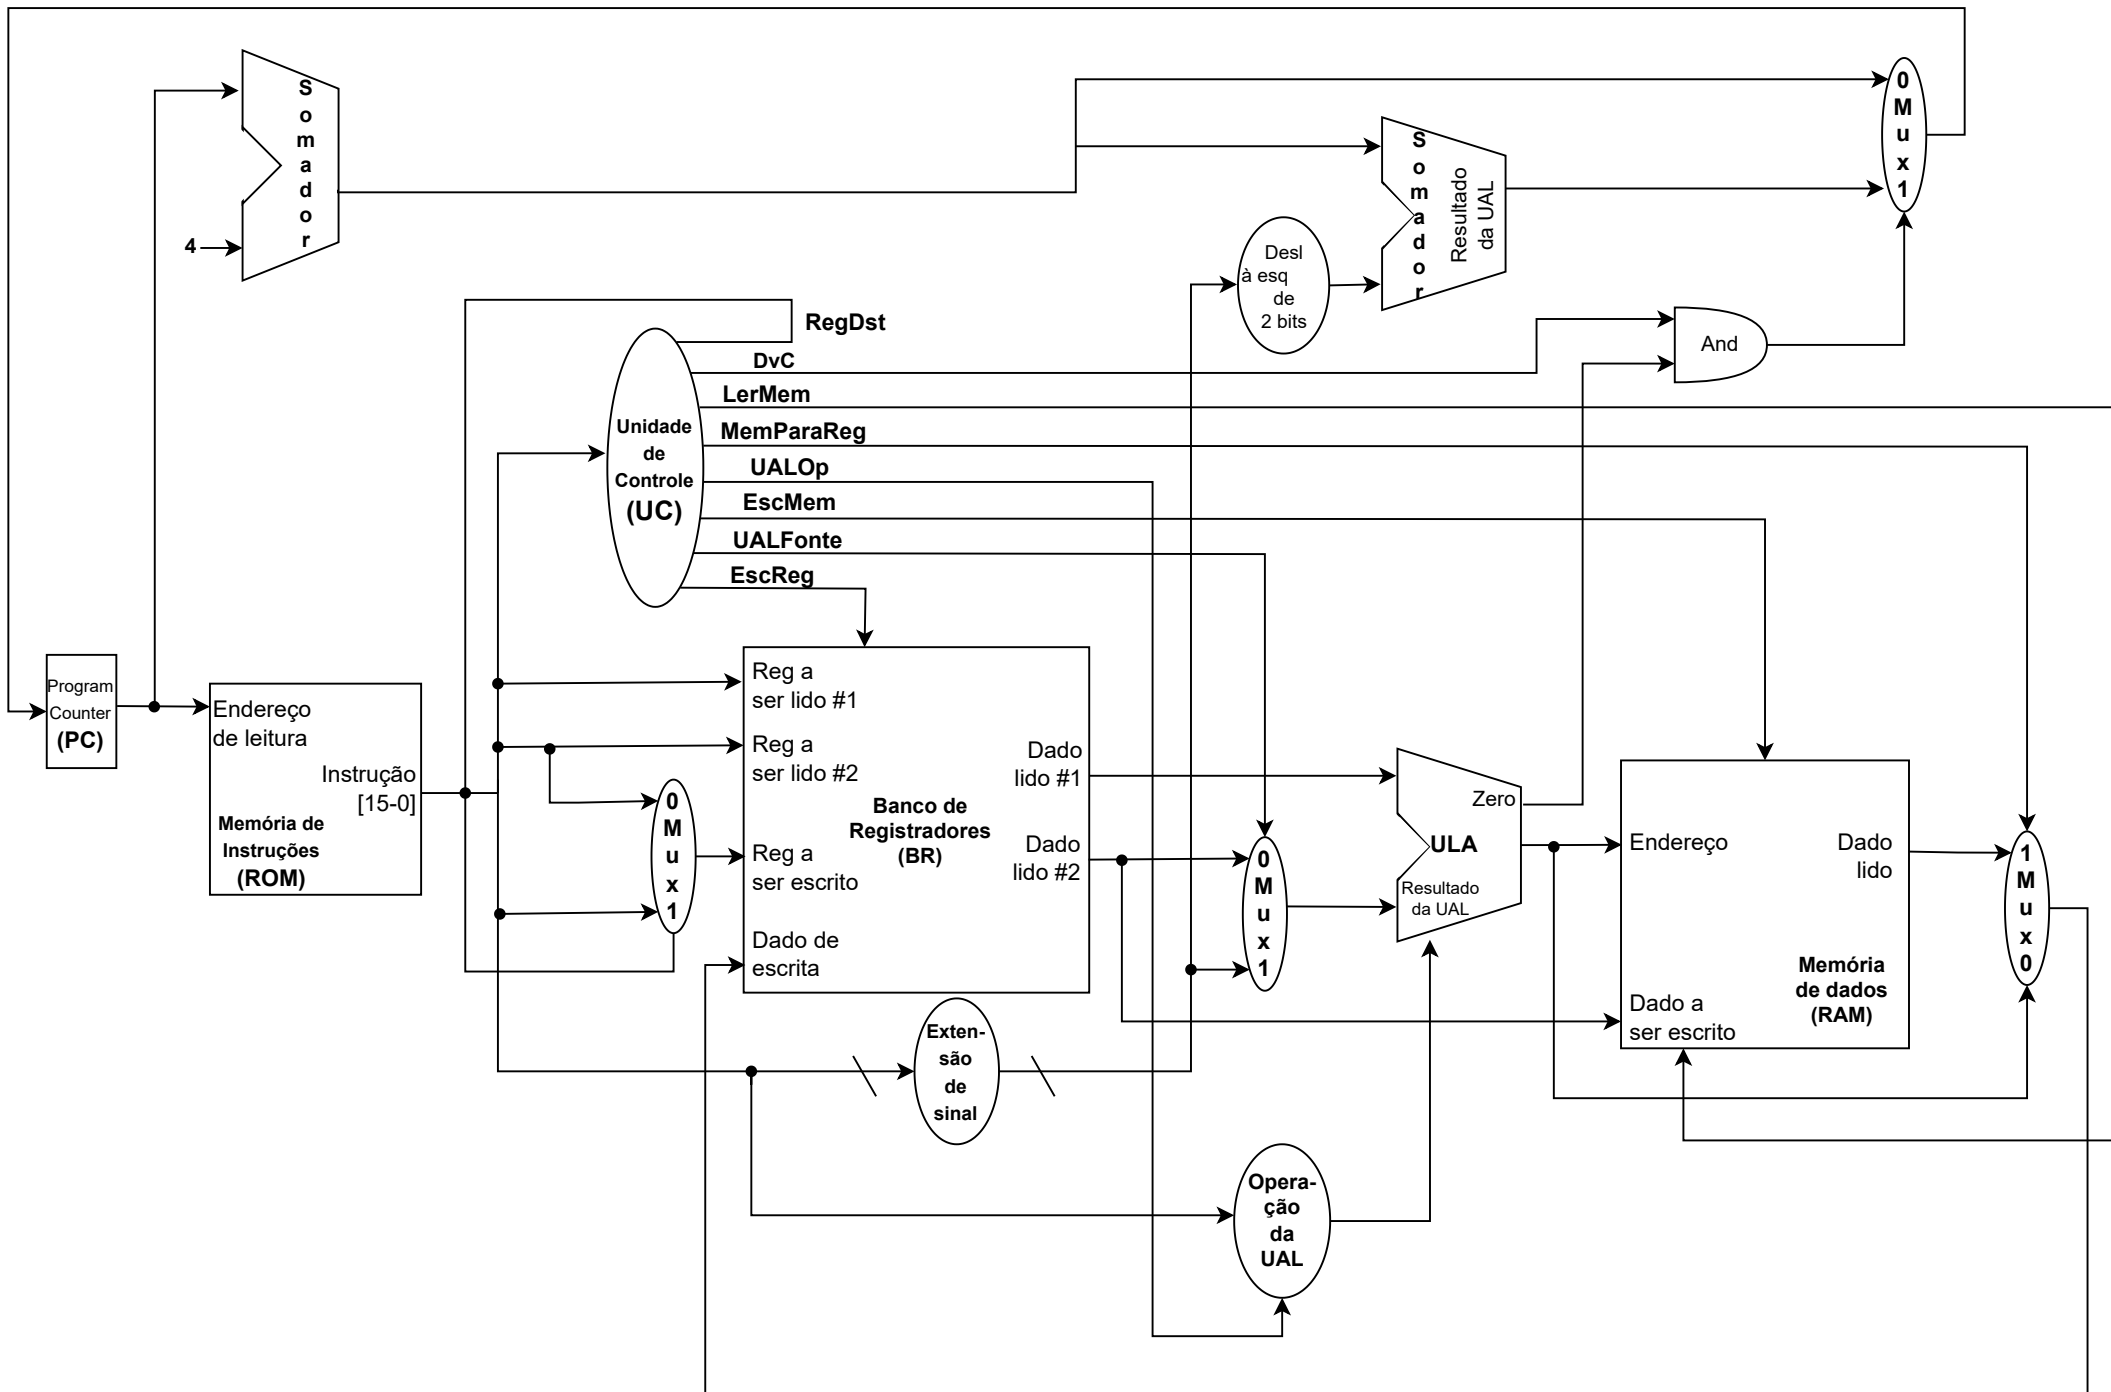 S
o
m
a
d
o
r
4
S
o
m
a
d
o
r
Resultado
da UAL
0
M
u
x
1
Desl
à esq
de
2 bits
And
RegDst
DvC
LerMem
MemParaReg
UALOp
EscMem
UALFonte
EscReg
Unidade
de
Controle
(UC)
Program
Counter
(PC)
Endereço
de leitura
Instrução
[15-0]
Memória de
Instruções
(ROM)
0
M
u
x
1
Reg a
ser lido #1
Reg a
ser lido #2
Reg a
ser escrito
Dado de
escrita
Banco de
Registradores
(BR)
Dado
lido #1
Dado
lido #2
0
M
u
x
1
Zero
ULA
Resultado
da UAL
Endereço
Dado
lido
Memória
de dados
(RAM)
Dado a
ser escrito
1
M
u
x
0
Exten-
são
de
sinal
Opera-
ção
da
UAL